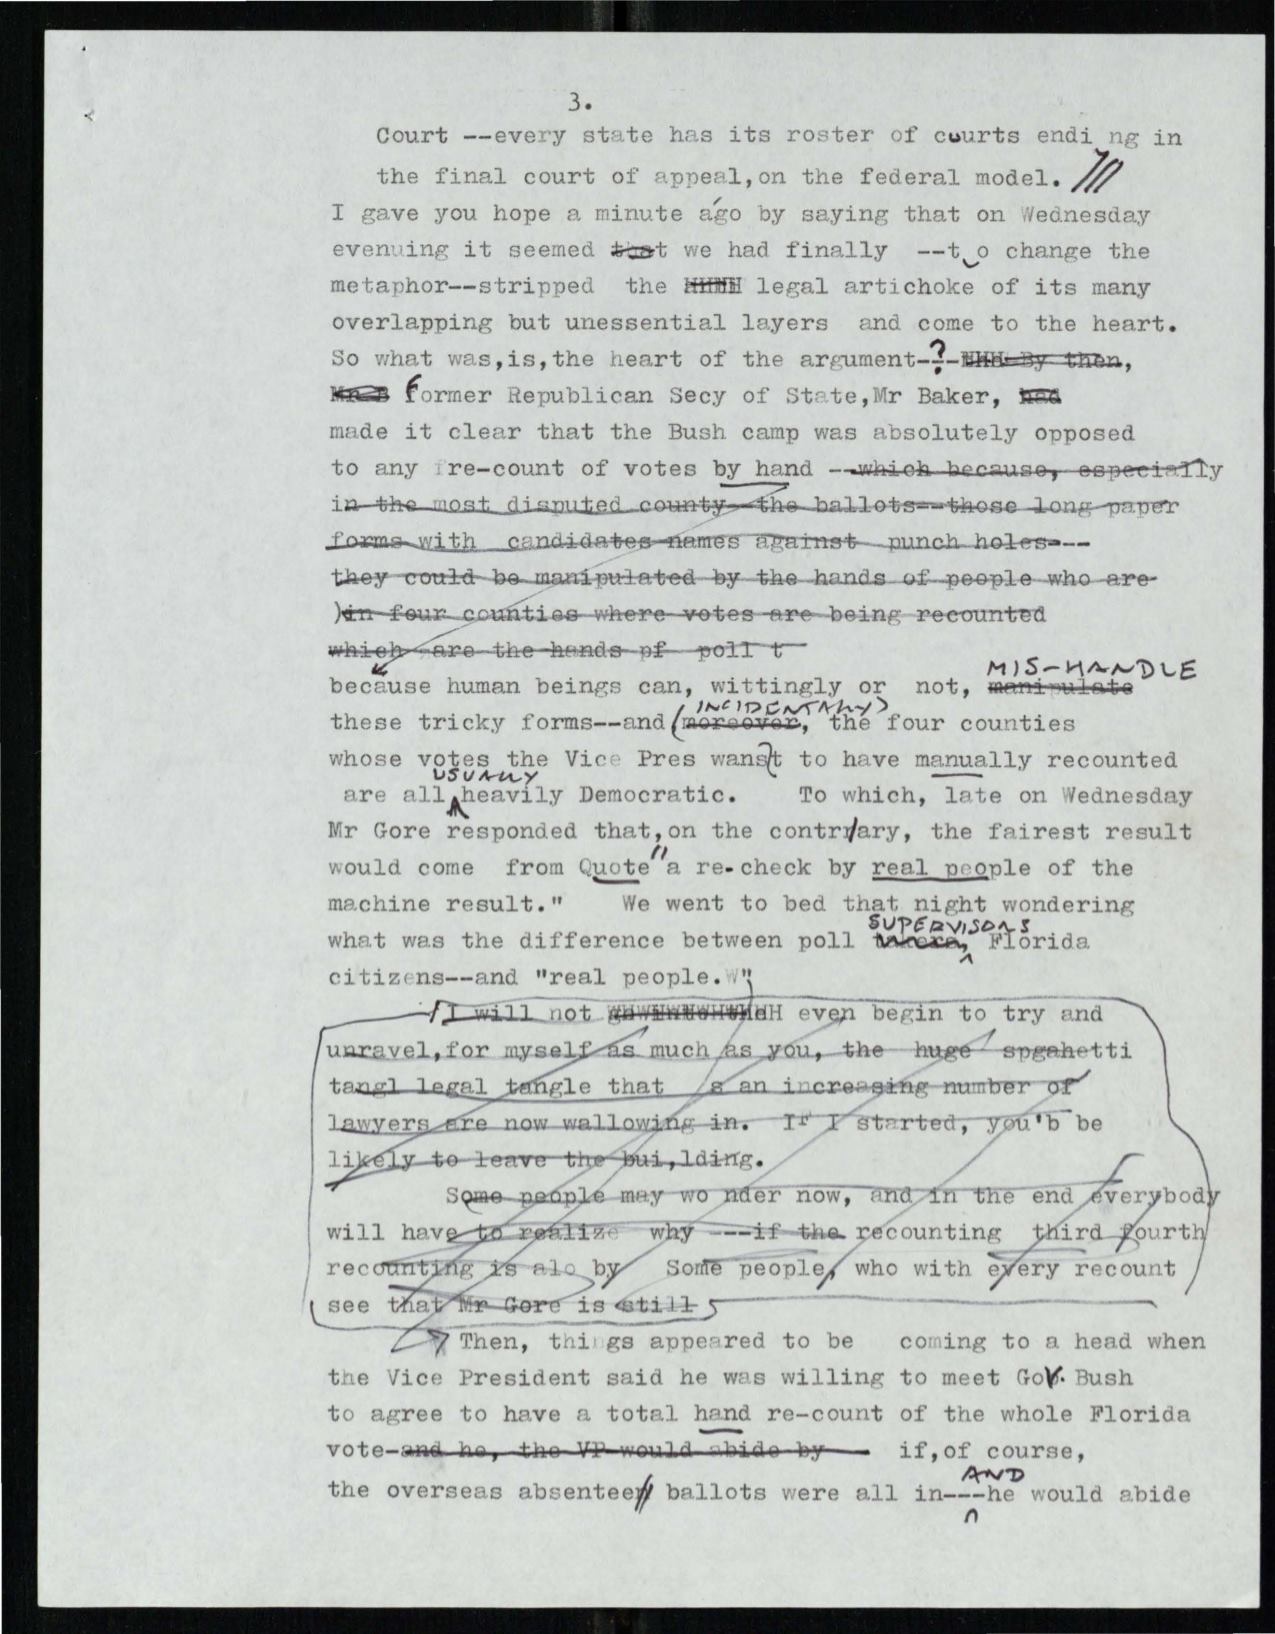 3.
Court --every state has its roster of courts endi ng in
the final court of appeal,on the federal model.
I gave you hope a minute ago by saying that on Wednesday
evenuing it seemed that we had finally --t o change the
metaphor--stripped the legal artichoke of its many
overlapping but unessential layers and come to the heart.
So what was,is,the heart of the argument-?- By then,
Mr B former Republican Secy of State,Mr Baker, had
made it clear that the Bush camp was absolutely opposed
to any re-count of votes by hand --which because, especially
in the most disputed county--the ballots--those long paper
forms with candidates names against punch holes---
they could be manipulated by the hands of people who are
)in four counties where votes are being recounted
which are the hands pf poll t
MIS-HANDLE
because human beings can, wittingly or not, manipulate
INCIDENTALLY)
these tricky forms--and (moreover, the four counties
whose votes the Vice Pres wanst to have manually recounted
USUALLY
are all heavily Democratic. To which, late on Wednesday
Mr Gore responded that,on the contrrary, the fairest result
would come from Quote "a re-check by real people of the
machine result." We went to bed that night wondering
SUPERVISORS
what was the difference between poll takers, Florida
citizens--and "real people."
I will not even begin to try and
unravel,for myself as much as you, the huge spgahetti
tangl legal tangle that s an increasing number of
lawyers are now wallowing in. If I started, you'b be
likely to leave the bui,lding.
Some people may wo nder now, and in the end everybody
will have to realize why ---if the recounting third fourth
recounting is alo by Some people, who with every recount
see that Mr Gore is still
Then, things appeared to be coming to a head when
the Vice President said he was willing to meet Gov. Bush
to agree to have a total hand re-count of the whole Florida
vote-and he, the VP would abide by if,of course,
AND
the overseas absentee ballots were all in---he would abide